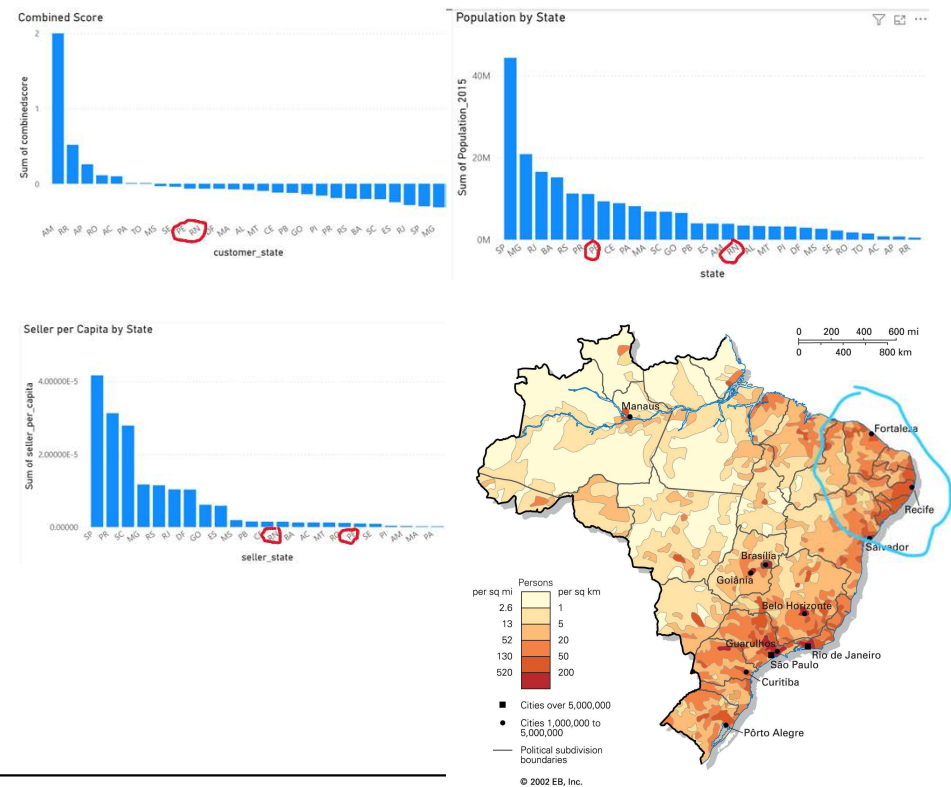 Combined Score
Sum of combinedscore
2
1
0
AM RR AP RO AC PA TO MS SE PE RN DF MA AL MT CE PB GO PI PR RS BA SC ES RJ SP MG
customer_state
Population by State
Sum of Population_2015
40M
20M
0M
SP MG RJ BA RS PR CE PA MA SC GO PB ES AM RN AL MT PI DF MS SE RO TO AC AP RR
state
Seller per Capita by State
Sum of seller_per_capita
4.00000E-5
2.00000E-5
0.00000
SP PR SC MG RS RJ DF GO ES MS PB RN BA AC MT SE PI AM MA PA
seller_state
0 200 400 600 mi
0 400 800 km
Manaus
Fortaleza
Recife
Salvador
Brasília
Goiânia
Belo Horizonte
Guarulhos
Rio de Janeiro
São Paulo
Curitiba
Pôrto Alegre
Persons
per sq mi per sq km
2.6 1
13 5
52 20
130 50
520 200
Cities over 5,000,000
Cities 1,000,000 to
5,000,000
Political subdivision
boundaries
© 2002 EB, Inc.